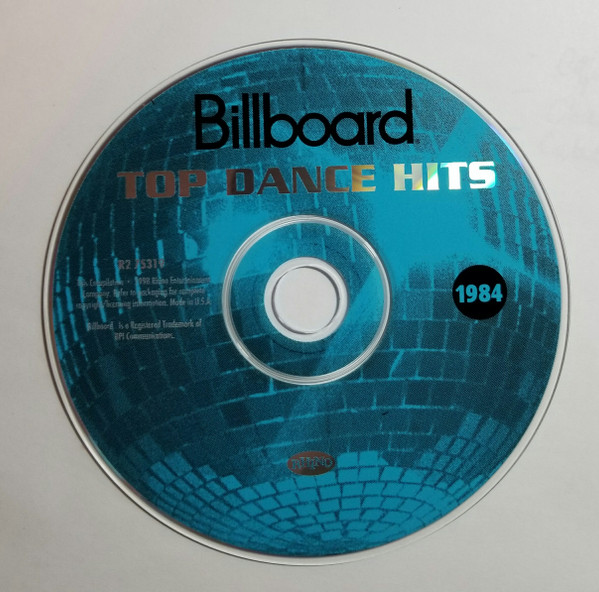 Billboard
TOP DANCE HITS
R2
1984
This Compilation 1998 Rhino Entertainment
Company. Refer to packaging for complete
copyright/licensing information. Made in U.S.A.
Billboard Is a Registered Trademark of
BPI Communications.
RHINO